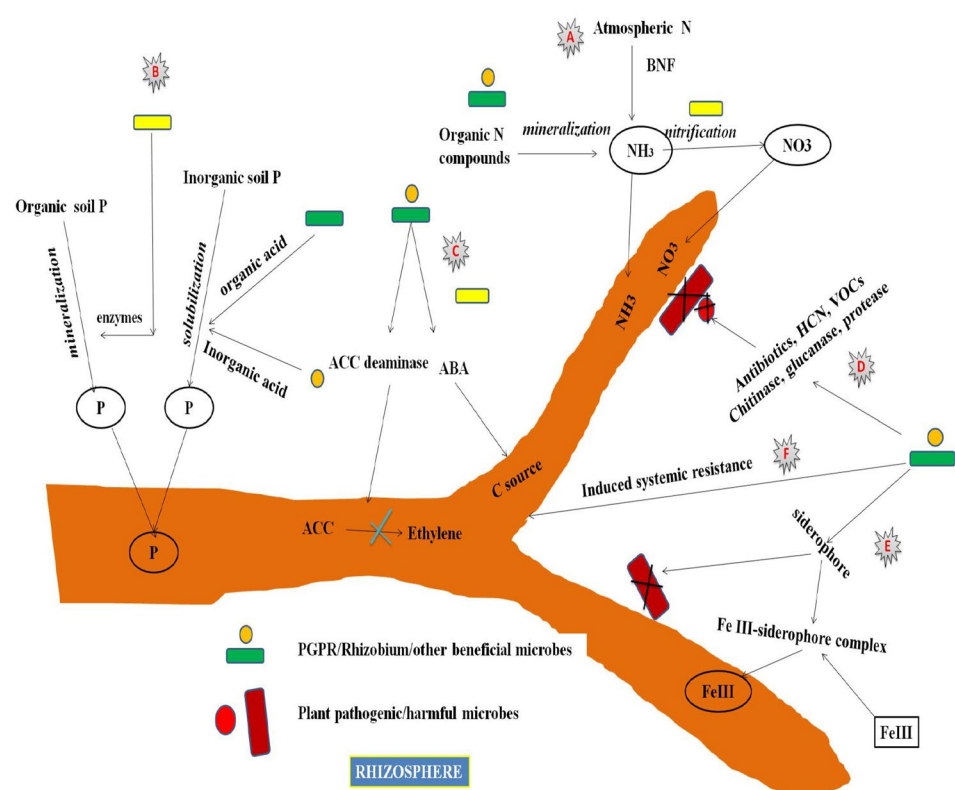 A
Atmospheric N
BNF
B
Organic N
compounds
mineralization
NH3
nitrification
NO3
Inorganic soil P
Organic soil P
mineralization
enzymes
solubilization
organic acid
Inorganic acid
C
NH3
NO3
ACC deaminase
ABA
P
P
Antibiotics, HCN, VOCs
Chitinase, glucanase, protease
D
F
Induced systemic resistance
C source
ACC
Ethylene
P
siderophore
E
Fe III-siderophore complex
FeIII
FeIII
PGPR/Rhizobium/other beneficial microbes
Plant pathogenic/harmful microbes
RHIZOSPHERE